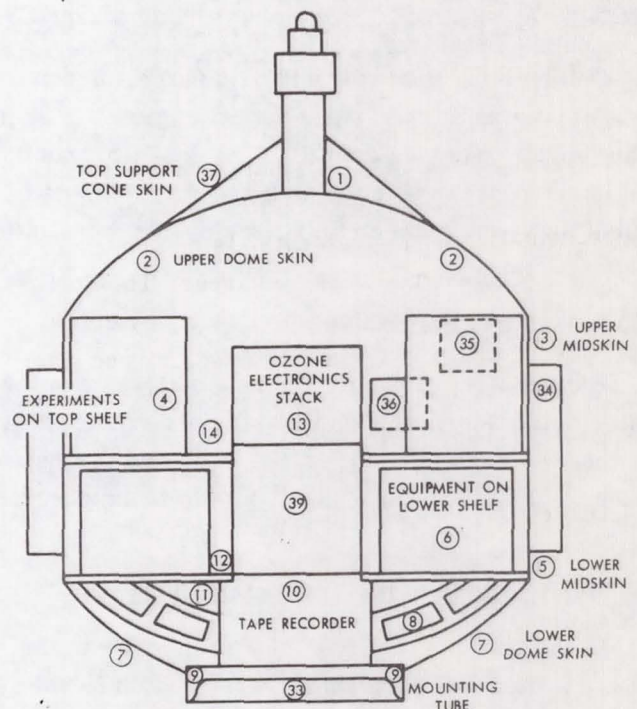 TOP SUPPORT
CONE SKIN
37
1
2
UPPER DOME SKIN
2
35
3
UPPER
MIDSKIN
OZONE
ELECTRONICS
STACK
13
EXPERIMENTS
ON TOP SHELF
4
14
36
34
39
EQUIPMENT ON
LOWER SHELF
6
12
5
LOWER
MIDSKIN
11
10
TAPE RECORDER
8
7
7
LOWER
DOME SKIN
9
33
9
MOUNTING
TUBE